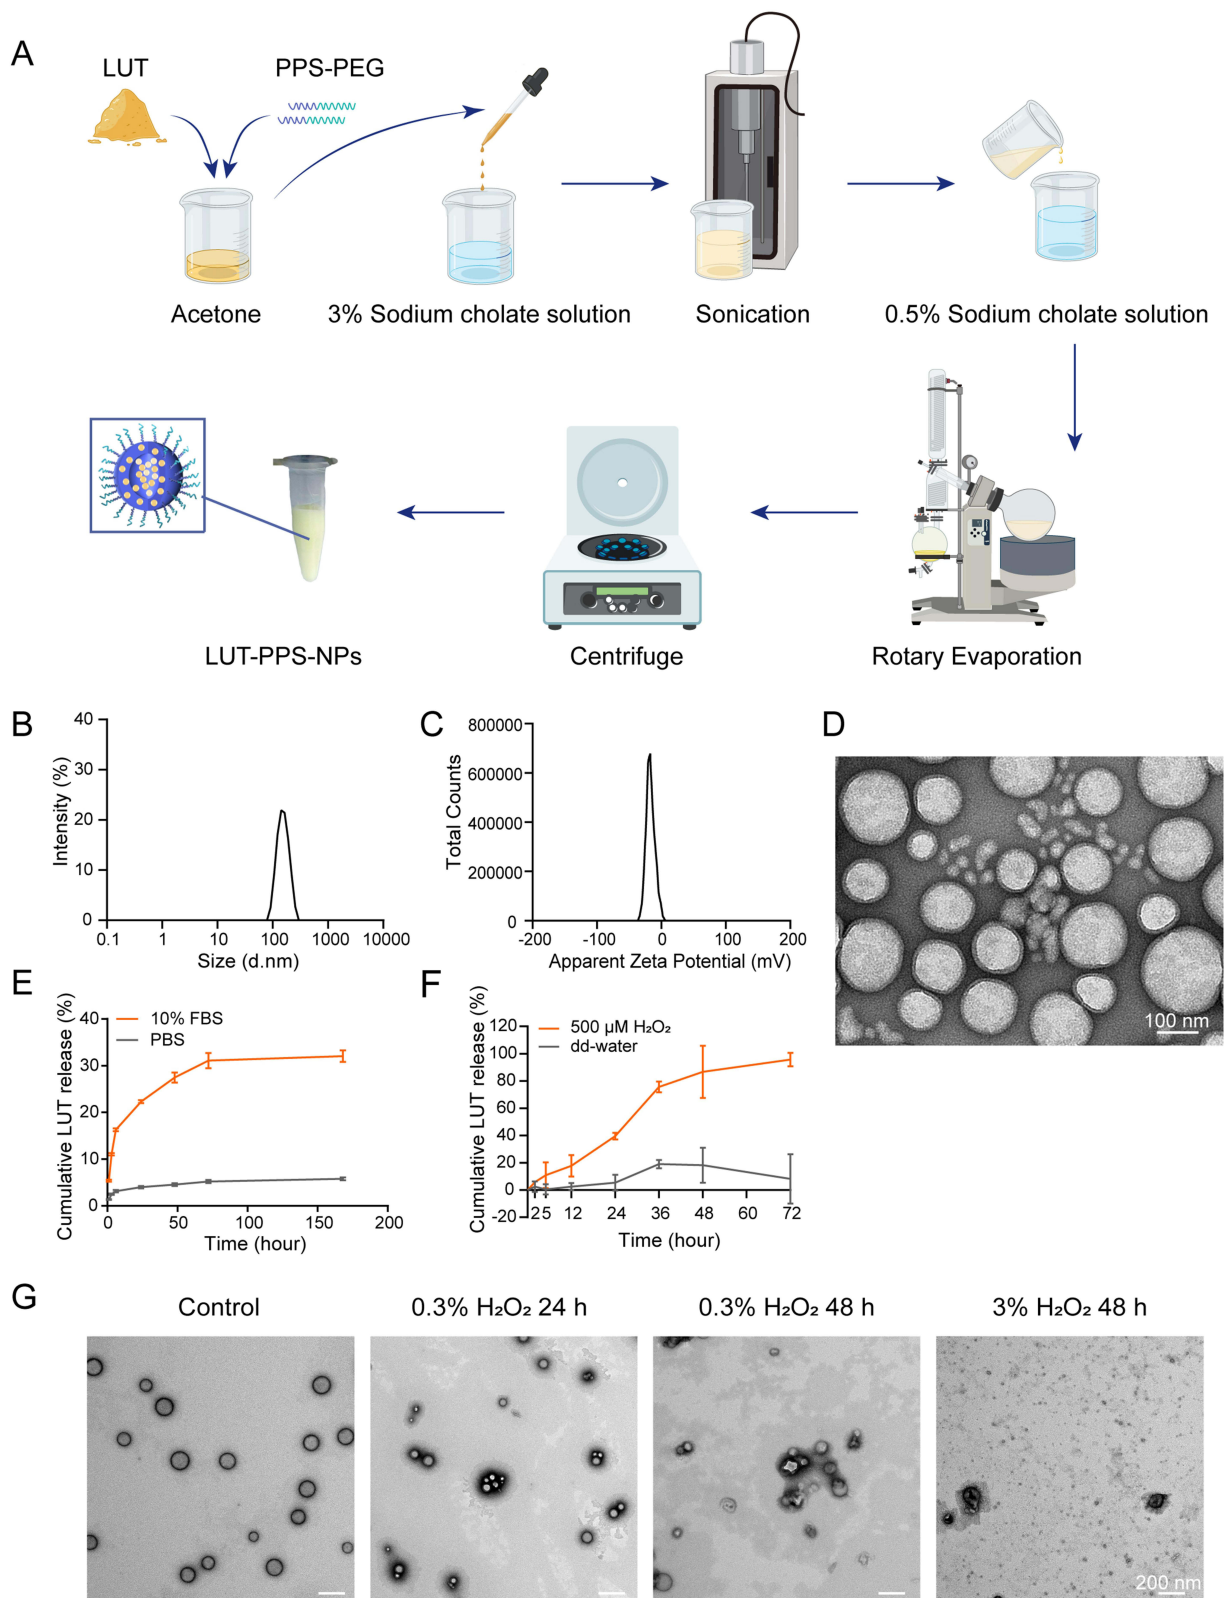 A
LUT
PPS-PEG
Acetone
3% Sodium cholate solution
Sonication
0.5% Sodium cholate solution
LUT-PPS-NPs
Centrifuge
Rotary Evaporation
B
Intensity (%)
40
30
20
10
0
0.1 1 10 100 1000 10000
Size (d.nm)
C
Total Counts
800000
600000
400000
200000
0
-200 -100 0 100 200
Apparent Zeta Potential (mV)
D
100 nm
E
Cumulative LUT release (%)
40
30
20
10
0
10% FBS
PBS
0 50 100 150 200
Time (hour)
F
Cumulative LUT release (%)
120
100
80
60
40
20
0
-20
500 µM H₂O₂
dd-water
2 5 12 24 36 48 60 72
Time (hour)
G
Control
0.3% H₂O₂ 24 h
0.3% H₂O₂ 48 h
3% H₂O₂ 48 h
200 nm